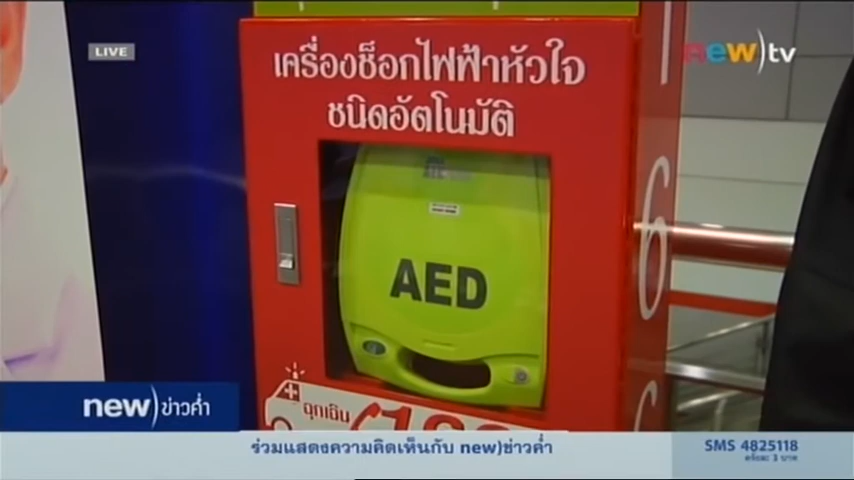 LIVE
new)tv
เครื่องช็อกไฟฟ้าหัวใจ
ชนิดอัตโนมัติ
AED
ฉุกเฉิน
6
new)ข่าวค่ำ
ร่วมแสดงความคิดเห็นกับ new)ข่าวค่ำ
SMS 4825118
ครั้งละ 3 บาท